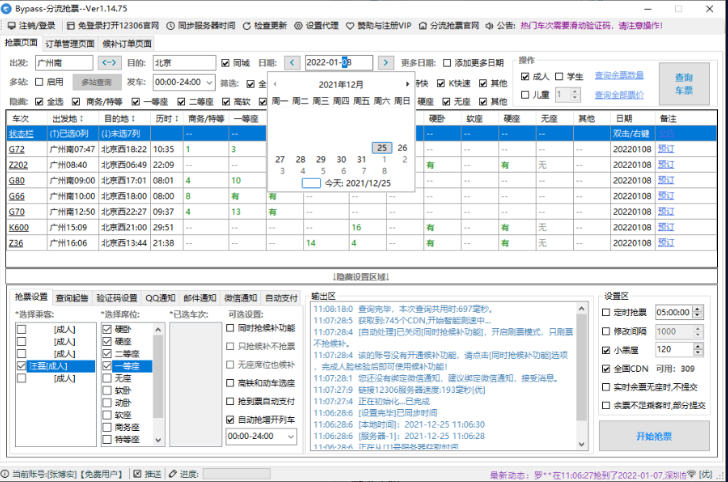 Bypass-分流抢票--Ver1.14.75
注销/登录 免登录打开12306官网 同步服务器时间 检查更新 设置代理 赞助与注册VIP 分流抢票官网 公告: 热门车次需要滑动验证码，请注意操作!
抢票页面 订单管理页面 候补订单页面
出发: 广州南 <-> 目的: 北京 同城 日期: < 2022-01-08 > 更多日期: 添加更多日期 操作
多站: 启用 多站查询 发车: 00:00-24:00 筛选: 全 特快 K快速 其他 成人 学生 查询余票数量 查询车票
隐藏: 全选 商务/特等 一等座 二等座 高软 硬座 无座 其他 儿童 1 查询全部票价
2021年12月
周一 周二 周三 周四 周五 周六 周日
25 26
27 28 29 30 31 1 2
3 4 5 6 7 8
今天: 2021/12/25
车次 出发地↕ 目的地↕ 历时↕ 商务/特等 一等座 硬卧 软座 硬座 无座 其他 日期 备注
状态栏 (↑)已选0列 (↕)未选7列 -- -- -- -- -- -- -- 双击/右键
G72 广州南07:47 北京西18:22 10:35 1 3 -- -- -- -- -- 20220108 预订
Z202 广州08:40 北京西06:49 22:09 -- -- 有 -- 有 无 -- 20220108 预订
G80 广州南09:00 北京西17:01 08:01 4 10 -- -- -- -- -- 20220108 预订
G66 广州南10:00 北京西18:00 08:00 8 有 有 -- -- -- -- -- 20220108 预订
G70 广州南12:50 北京西22:27 09:37 4 13 有 -- -- -- -- -- 20220108 预订
K600 广州15:09 北京西21:00 29:51 -- -- -- -- 16 -- 有 -- 有 无 -- 20220108 预订
Z36 广州16:06 北京西13:44 21:38 -- -- -- 14 4 -- 有 -- 有 无 -- 20220108 预订
↓隐藏设置区域↓
抢票设置 查询起售 验证码设置 QQ通知 邮件通知 微信通知 自动支付
*选择乘客: *选择席位: *已选车次: 可选设置:
[成人]
[成人]
[成人]
[成人]
硬卧
硬座
二等座
一等座
无座
软卧
动卧
软座
商务座
特等座
同时抢候补功能
只抢候补不抢票
无座席位也候补
高铁和动车选座
抢到票自动支付
自动抢增开列车
00:00-24:00
输出区
11:08:18:0 查询完毕，本次查询共用时:697毫秒。
11:07:28:5 获取到:745个CDN,开始智能测速中...
11:07:28:4 [自动处理]已关闭[同时抢候补功能]，开启刷票模式，只刷票不抢候补。
11:07:28:4 该的账号没有开通候补功能，请点击[同时抢候补功能]选项，完成人脸核验后即可使用候补功能!
11:07:28:1 您还没有绑定微信通知，建议绑定微信通知，接受消息。
11:07:27:9 链接12306服务器速度:193毫秒[优]
11:07:27:4 正在初始化...已完成
11:06:28:6 [设置完毕]已同步时间
11:06:28:6 [本地时间]: 2021-12-25 11:06:30
11:06:28:6 [服务器-1]: 2021-12-25 11:06:28
11:06:28:6 正在从[1]号服务器获取时间
设置区
定时抢票 05:00:00
修改间隔 1000
小黑屋 120
全国CDN 可用: 309
实时余票无座时,不提交
余票不足乘客时,部分提交
开始抢票
当前账号:[张博宏]【免费用户】 推送 进度: 最新动态: 罗**在11:06:27抢到了2022-01-07,深圳 [优]